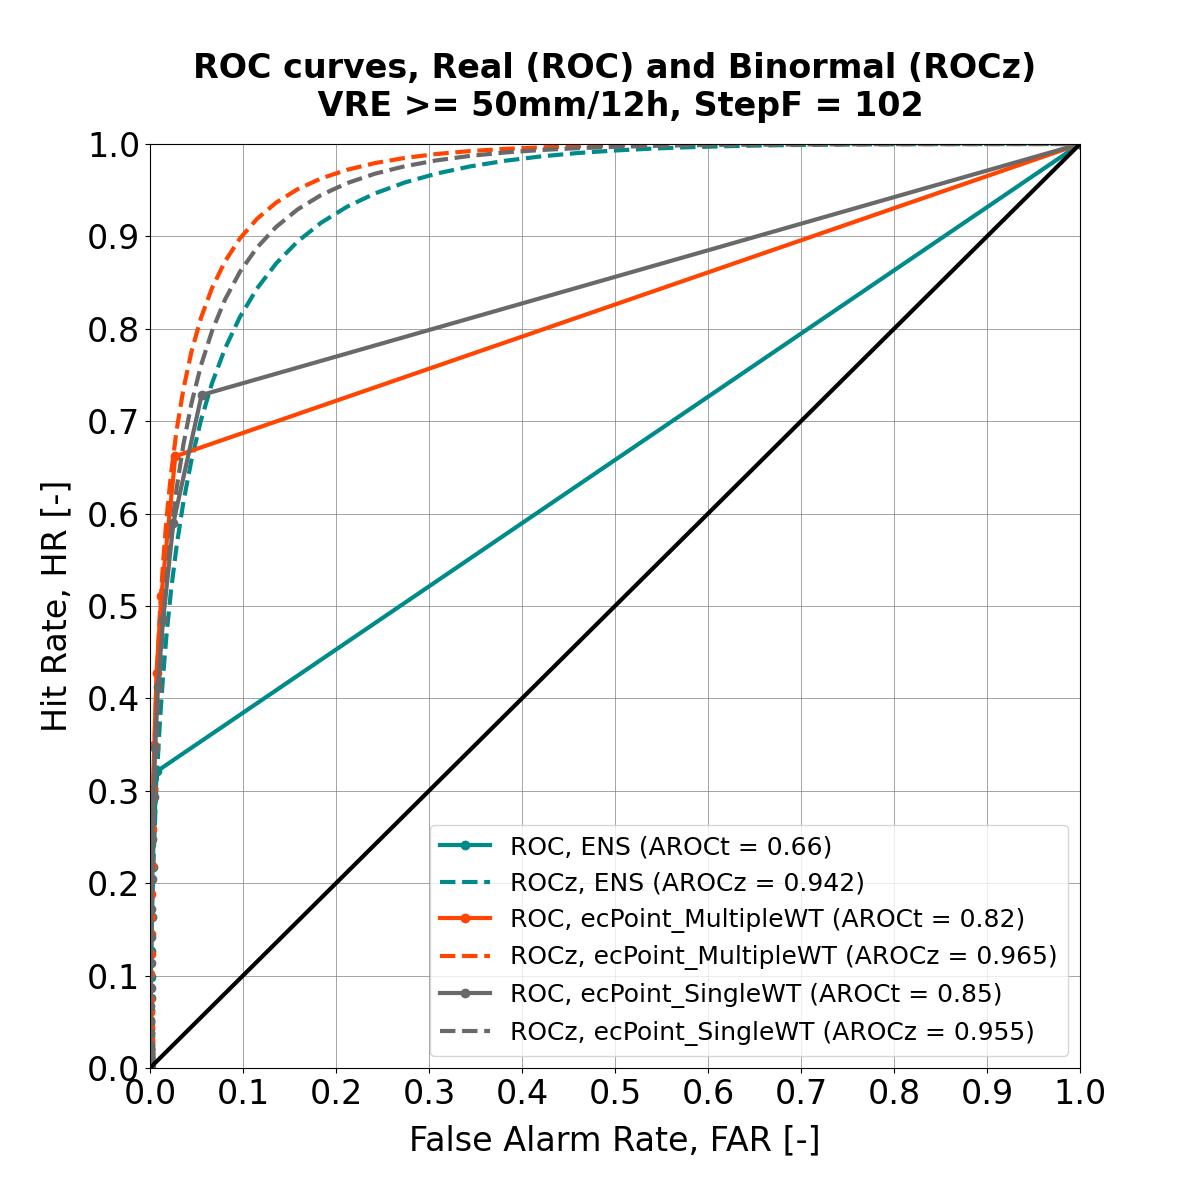 ROC curves, Real (ROC) and Binormal (ROCz)
VRE >= 50mm/12h, StepF = 102
1.0
0.9
0.8
0.7
0.6
0.5
0.4
0.3
0.2
0.1
0.0
Hit Rate, HR [-]
ROC, ENS (AROCt = 0.66)
ROCz, ENS (AROCz = 0.942)
ROC, ecPoint_MultipleWT (AROCt = 0.82)
ROCz, ecPoint_MultipleWT (AROCz = 0.965)
ROC, ecPoint_SingleWT (AROCt = 0.85)
ROCz, ecPoint_SingleWT (AROCz = 0.955)
0.0 0.1 0.2 0.3 0.4 0.5 0.6 0.7 0.8 0.9 1.0
False Alarm Rate, FAR [-]